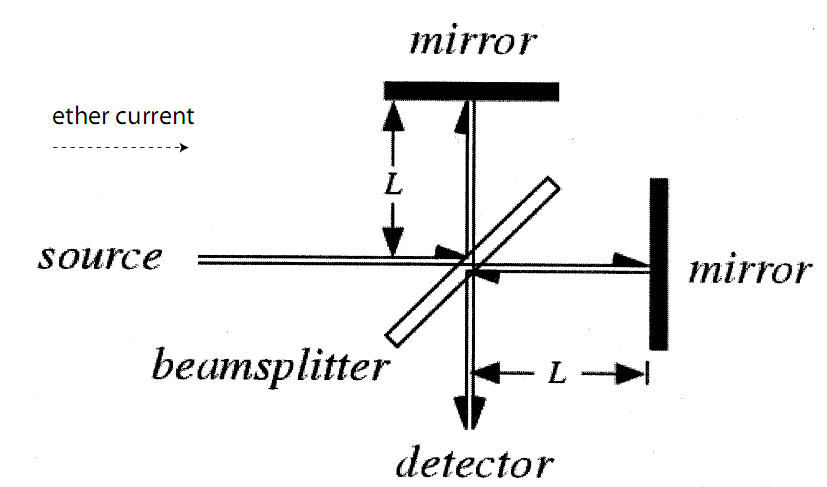 mirror
ether current
L
source
mirror
beamsplitter
L
detector